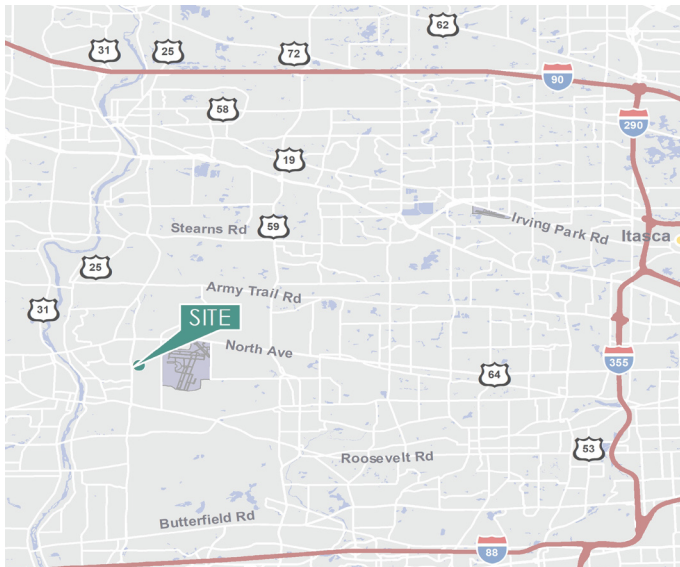 62
31
25
72
90
58
290
19
Stearns Rd
59
Irving Park Rd
Itasca
25
Army Trail Rd
31
SITE
North Ave
355
64
53
Roosevelt Rd
Butterfield Rd
88